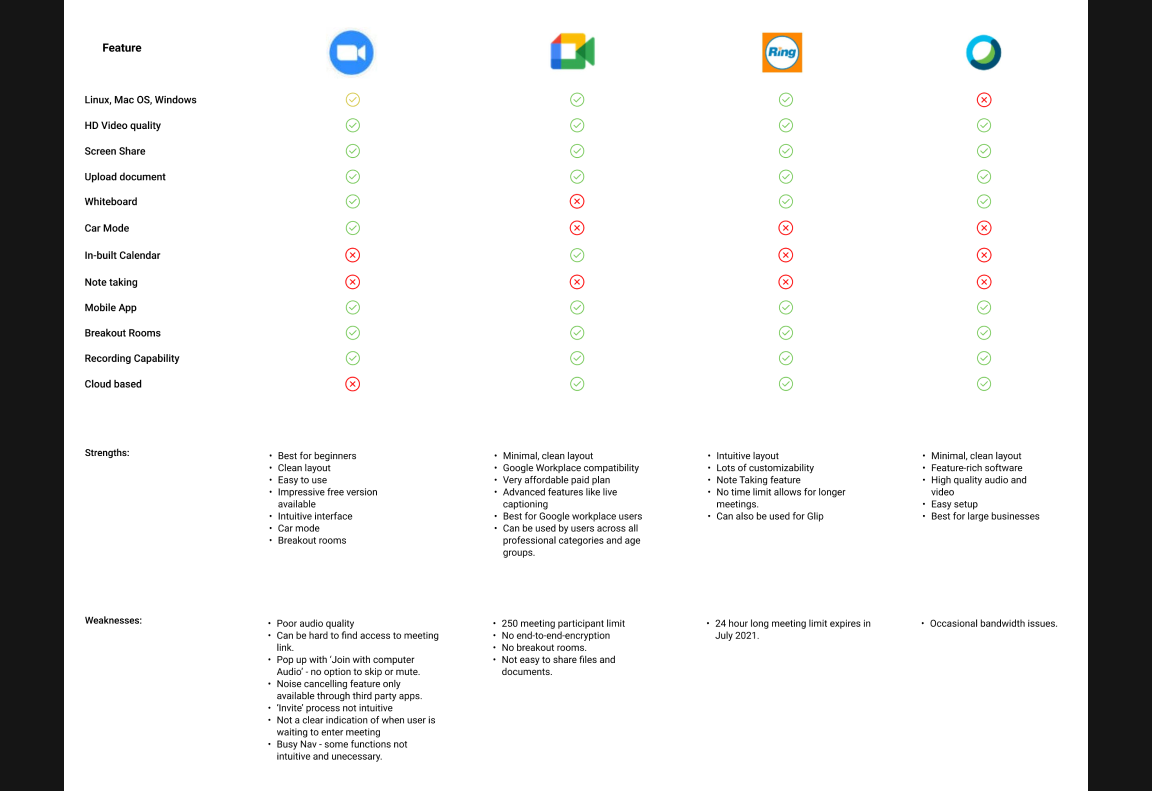 Feature
Ring
Linux, Mac OS, Windows
HD Video quality
Screen Share
Upload document
Whiteboard
Car Mode
In-built Calendar
Note taking
Mobile App
Breakout Rooms
Recording Capability
Cloud based
Strengths:
• Best for beginners
• Clean layout
• Easy to use
• Impressive free version
available
• Intuitive interface
• Car mode
• Breakout rooms
• Minimal, clean layout
• Google Workplace compatibility
• Very affordable paid plan
• Advanced features like live
captioning
• Best for Google workplace users
• Can be used by users across all
professional categories and age
groups.
• Intuitive layout
• Lots of customizability
• Note Taking feature
• No time limit allows for longer
meetings.
• Can also be used for Glip
• Minimal, clean layout
• Feature-rich software
• High quality audio and
video
• Easy setup
• Best for large businesses
Weaknesses:
• Poor audio quality
• Can be hard to find access to meeting
link.
• Pop up with ‘Join with computer
Audio’ - no option to skip or mute.
• Noise cancelling feature only
available through third party apps.
• ‘Invite’ process not intuitive
• Not a clear indication of when user is
waiting to enter meeting
• Busy Nav - some functions not
intuitive and unecessary.
• 250 meeting participant limit
• No end-to-end-encryption
• No breakout rooms.
• Not easy to share files and
documents.
• 24 hour long meeting limit expires in
July 2021.
• Occasional bandwidth issues.